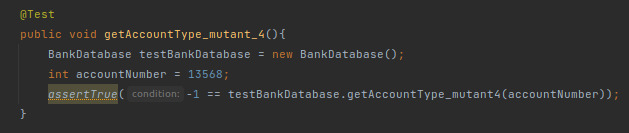 @Test
public void getAccountType_mutant_4(){
BankDatabase testBankDatabase = new BankDatabase();
int accountNumber = 13568;
assertTrue( condition: -1 == testBankDatabase.getAccountType_mutant4(accountNumber));
}